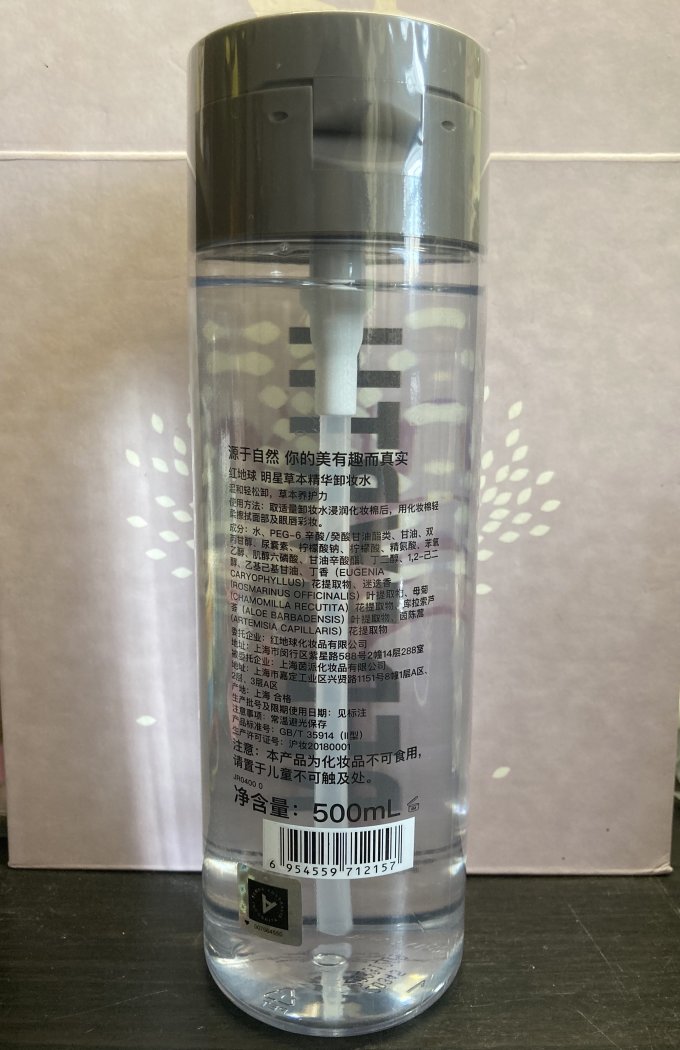 源于自然 你的美有趣而真实
红地球 明星草本精华卸妆水
温和轻松卸，草本养护力
使用方法：取适量卸妆水浸润化妆棉后，用化妆棉轻
柔擦拭面部及眼唇彩妆。
成分：水、PEG-6 辛酸/癸酸甘油酯类、甘油、双
丙甘醇、尿囊素、柠檬酸钠、柠檬酸、精氨酸、苯氧
乙醇、肌醇六磷酸、甘油辛酸酯、丁二醇、1,2-己二
醇、乙基己基甘油、丁香（EUGENIA
CARYOPHYLLUS）花提取物、迷迭香
(ROSMARINUS OFFICINALIS）叶提取物、母菊
(CHAMOMILLA RECUTITA）花提取物、库拉索芦
荟（ALOE BARBADENSIS）叶提取物、茵陈蒿
(ARTEMISIA CAPILLARIS）花提取物
委托企业：红地球化妆品有限公司
地址：上海市闵行区紫星路588号2幢14层288室
被委托企业：上海茵派化妆品有限公司
地址：上海市嘉定工业区兴贤路1151号8幢1层A区、
2层、3层A区
产地：上海 合格
生产批号及限期使用日期：见标注
注意事项：常温避光保存
产品标准号：GB/T 35914（II型）
生产许可证号：沪妆20180001
注意：本产品为化妆品不可食用，
请置于儿童不可触及处。
JR0400 0
净含量：500mL
6 954559 712157